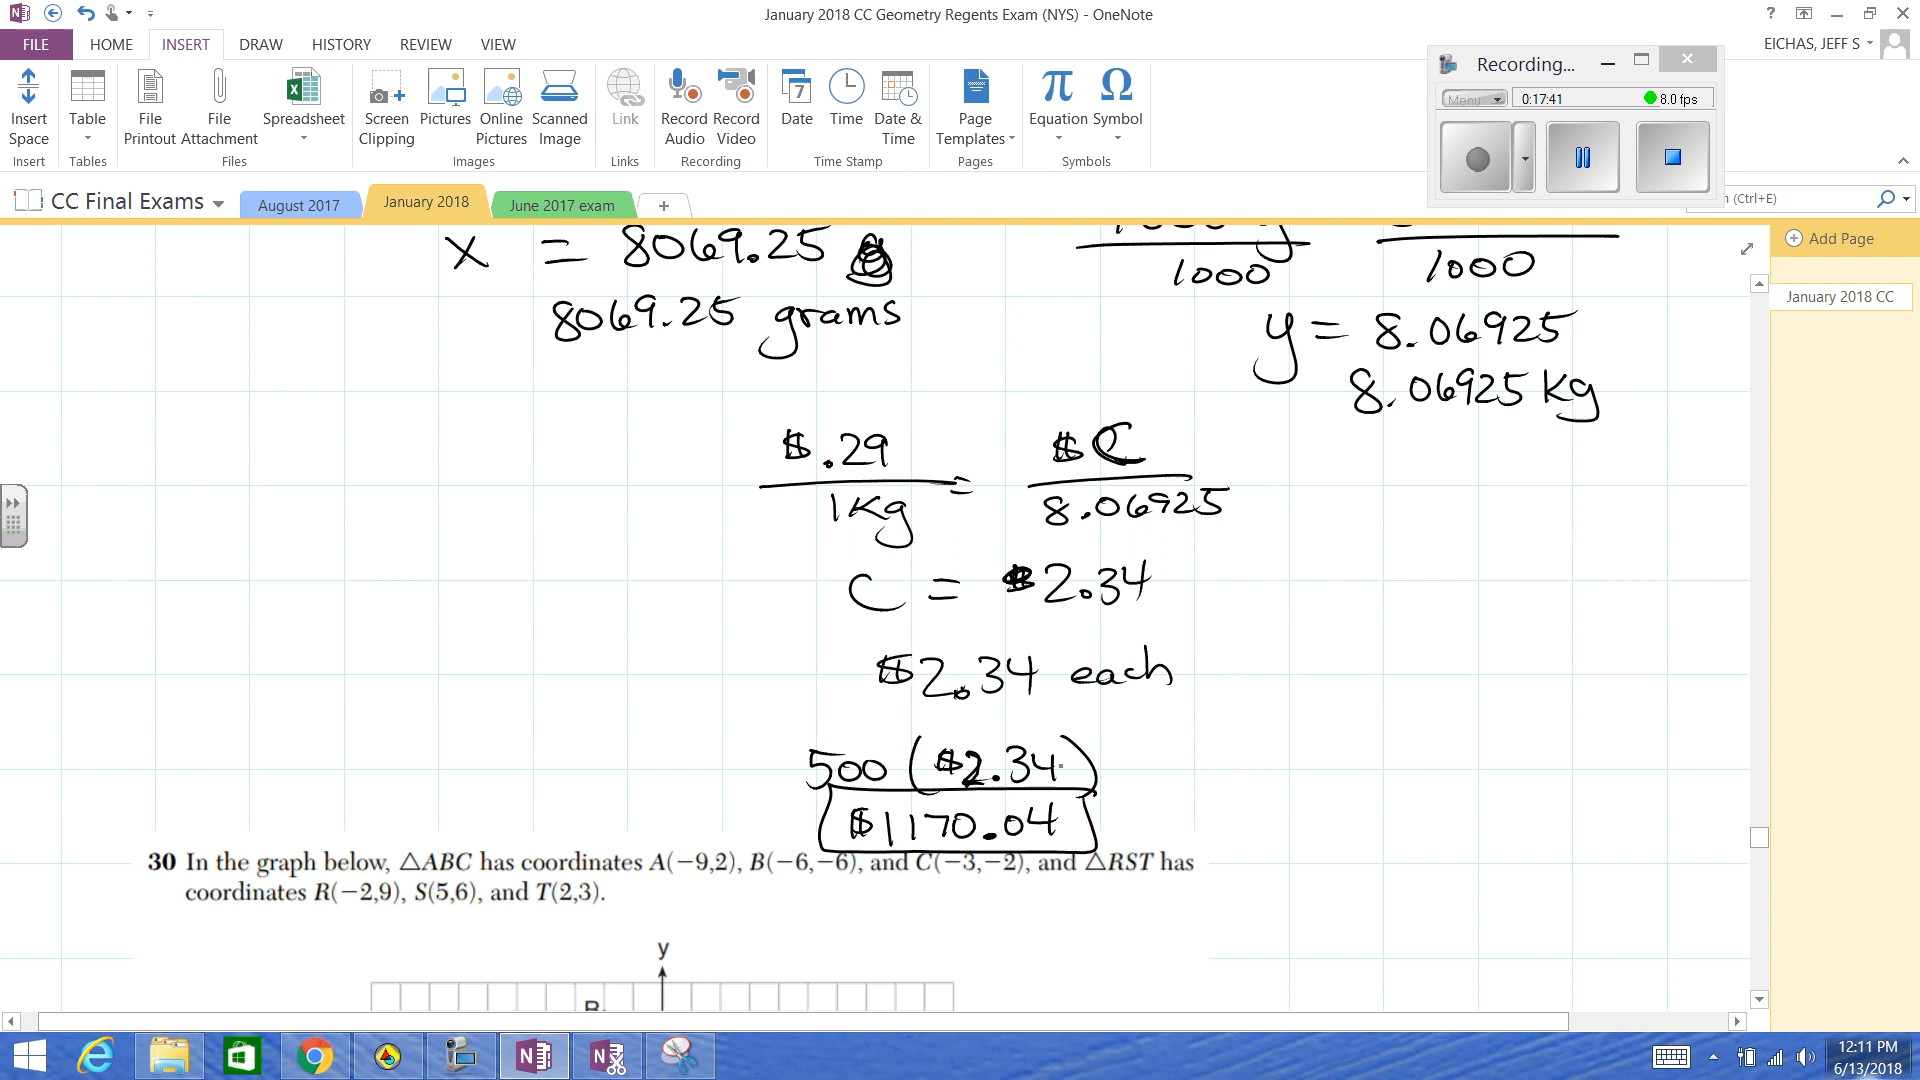 January 2018 CC Geometry Regents Exam (NYS) - OneNote
FILE HOME INSERT DRAW HISTORY REVIEW VIEW
EICHAS, JEFF S
Insert Space
Table
File Printout
File Attachment
Spreadsheet
Screen Clipping
Pictures
Online Pictures
Scanned Image
Link
Record Audio
Record Video
Date
Time
Date & Time
Page Templates
Equation
Symbol
Insert Tables Files Images Links Recording Time Stamp Pages Symbols
Recording...
Menu 0:17:41 8.0 fps
CC Final Exams
August 2017 January 2018 June 2017 exam +
(Ctrl+E)
Add Page
January 2018 CC
x = 8069.25
8069.25 grams
1000 1000
y = 8.06925
8.06925 Kg
$.29 $C
1Kg = 8.06925
C = $2.34
$2.34 each
500 ($2.34)
$1170.04
30 In the graph below, △ABC has coordinates A(−9,2), B(−6,−6), and C(−3,−2), and △RST has
coordinates R(−2,9), S(5,6), and T(2,3).
y
R
12:11 PM
6/13/2018